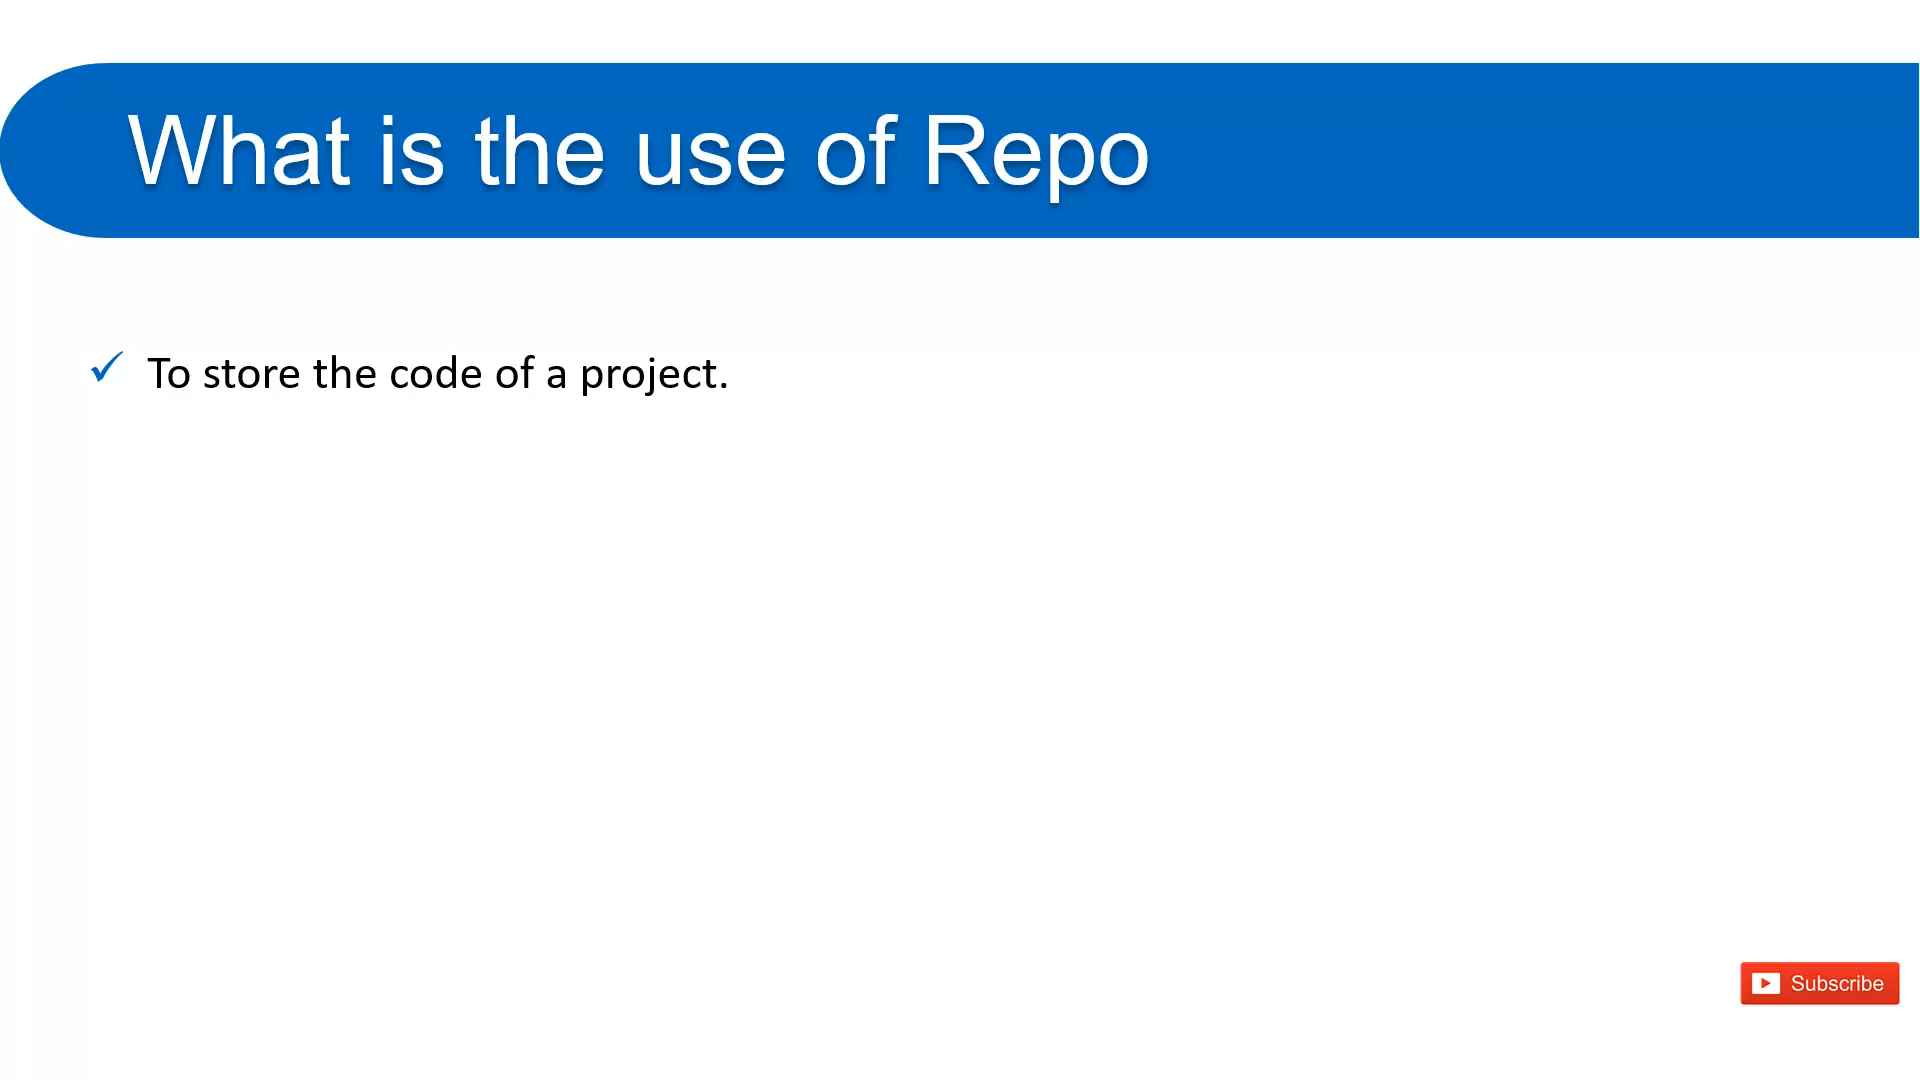 What is the use of Repo
To store the code of a project.
Subscribe